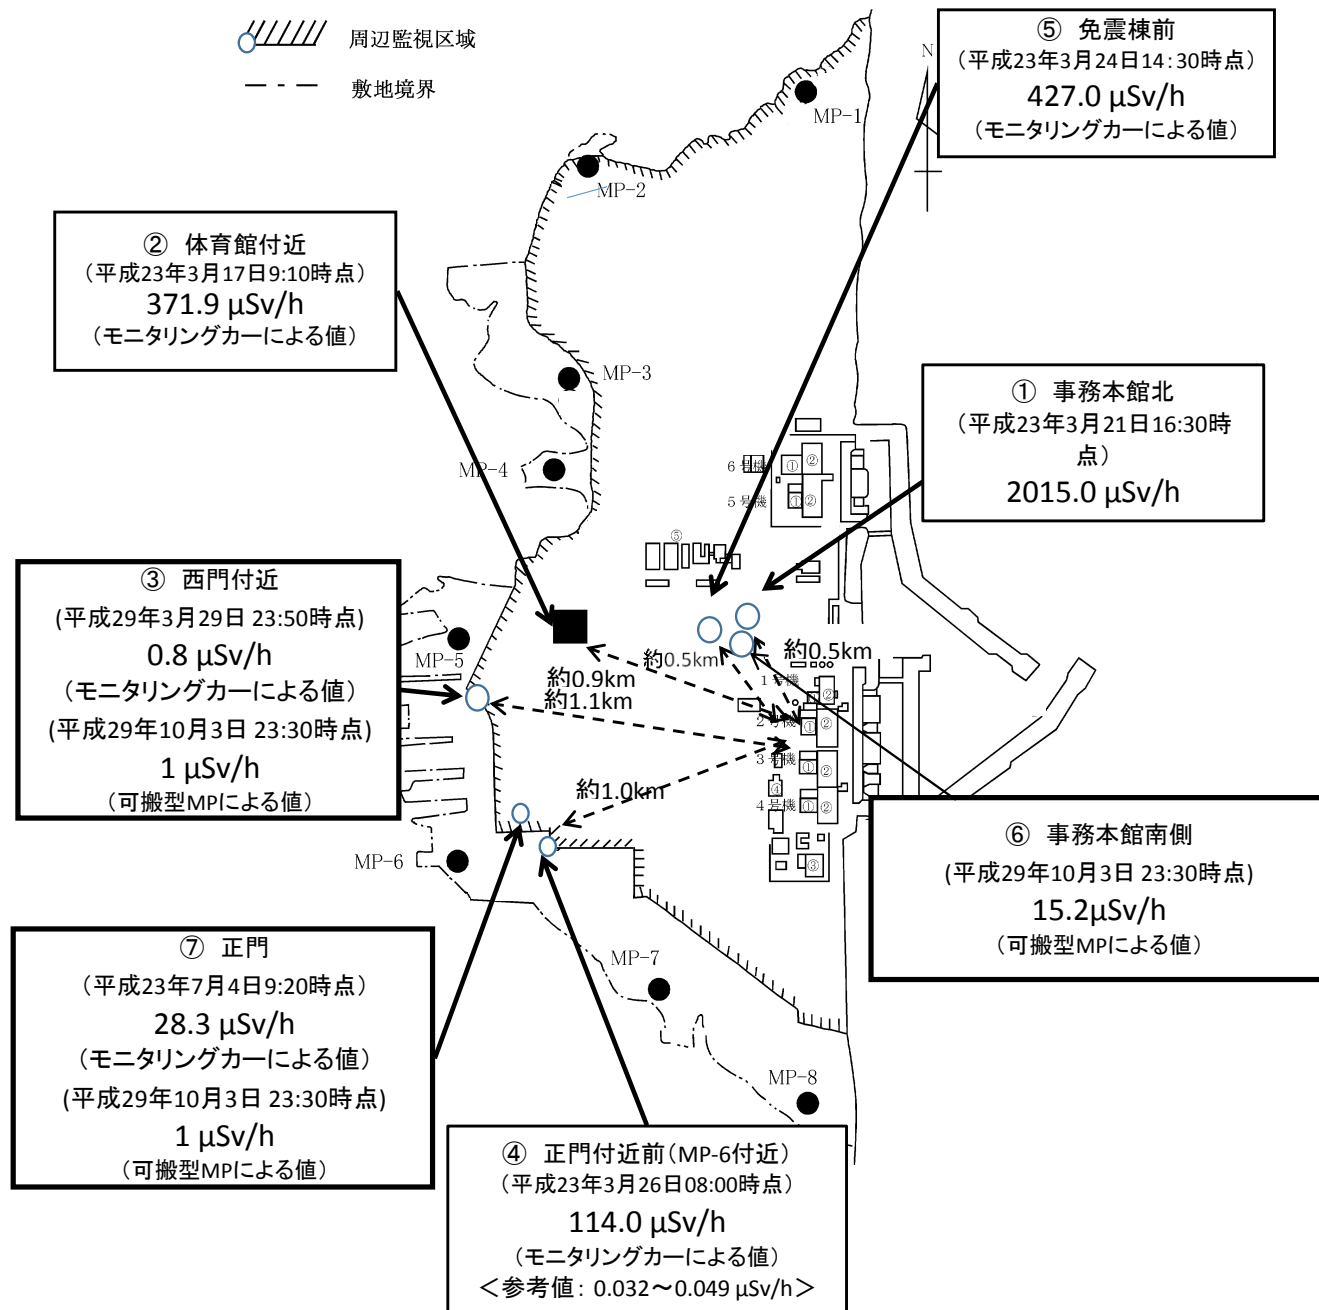 周辺監視区域
敷地境界
⑤ 免震棟前
(平成23年3月24日14:30時点)
427.0 μSv/h
(モニタリングカーによる値)
N
MP-1
MP-2
② 体育館付近
(平成23年3月17日9:10時点)
371.9 μSv/h
(モニタリングカーによる値)
MP-3
① 事務本館北
(平成23年3月21日16:30時
点)
2015.0 μSv/h
MP-4
6号機
① ②
5号機
① ②
⑤
③ 西門付近
(平成29年3月29日 23:50時点)
0.8 μSv/h
(モニタリングカーによる値)
(平成29年10月3日 23:30時点)
1 μSv/h
(可搬型MPによる値)
MP-5
約0.5km
約0.5km
約0.9km
約1.1km
1号機
① ②
2号機
① ②
3号機
① ②
④
4号機
① ②
③
約1.0km
MP-6
⑥ 事務本館南側
(平成29年10月3日 23:30時点)
15.2μSv/h
(可搬型MPによる値)
⑦ 正門
(平成23年7月4日9:20時点)
28.3 μSv/h
(モニタリングカーによる値)
(平成29年10月3日 23:30時点)
1 μSv/h
(可搬型MPによる値)
MP-7
MP-8
④ 正門付近前(MP-6付近)
(平成23年3月26日08:00時点)
114.0 μSv/h
(モニタリングカーによる値)
<参考値: 0.032～0.049 μSv/h>